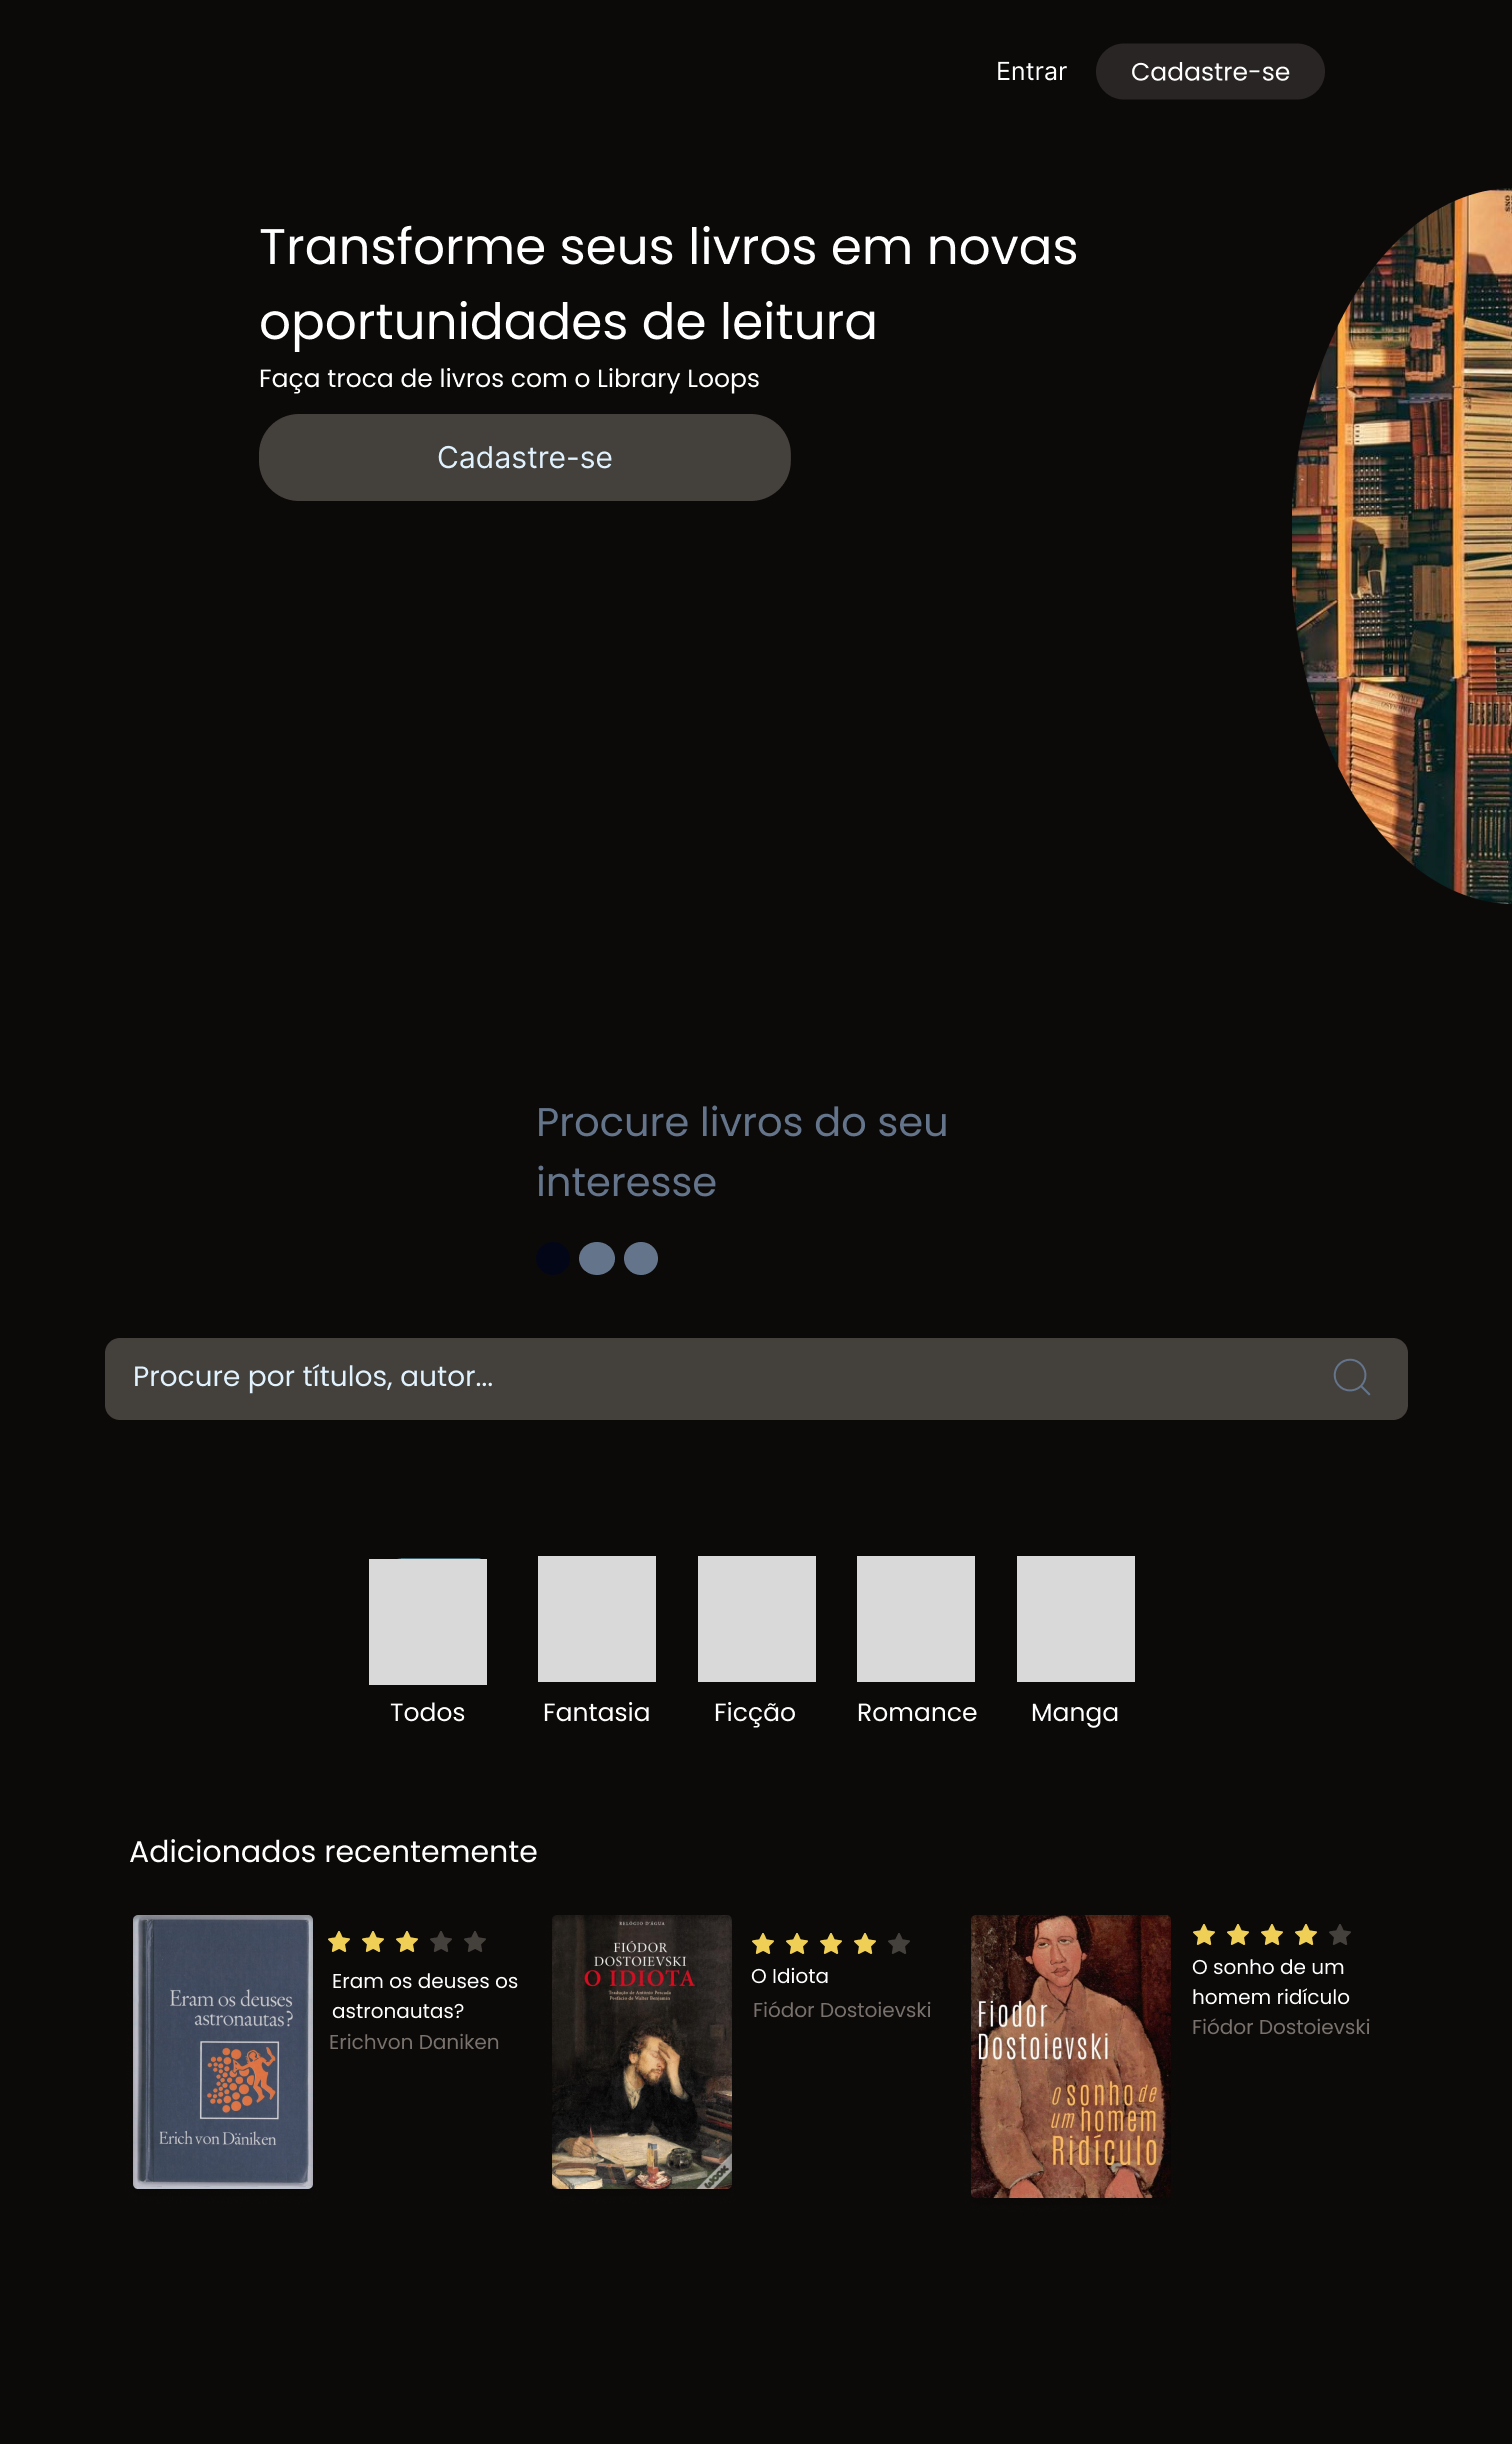 Entrar
Cadastre-se
Transforme seus livros em novas
oportunidades de leitura
Faça troca de livros com o Library Loops
Cadastre-se
Procure livros do seu
interesse
Procure por títulos, autor...
Todos
Fantasia
Ficção
Romance
Manga
Adicionados recentemente
Eram os deuses
astronautas?
Erich von Däniken
Eram os deuses os
astronautas?
Erichvon Daniken
RELÓGIO D'ÁGUA
FIÓDOR
DOSTOIEVSKI
O IDIOTA
O Idiota
Fiódor Dostoievski
Fiodor
Dostoievski
o sonho de
um homem
Ridículo
O sonho de um
homem ridículo
Fiódor Dostoievski